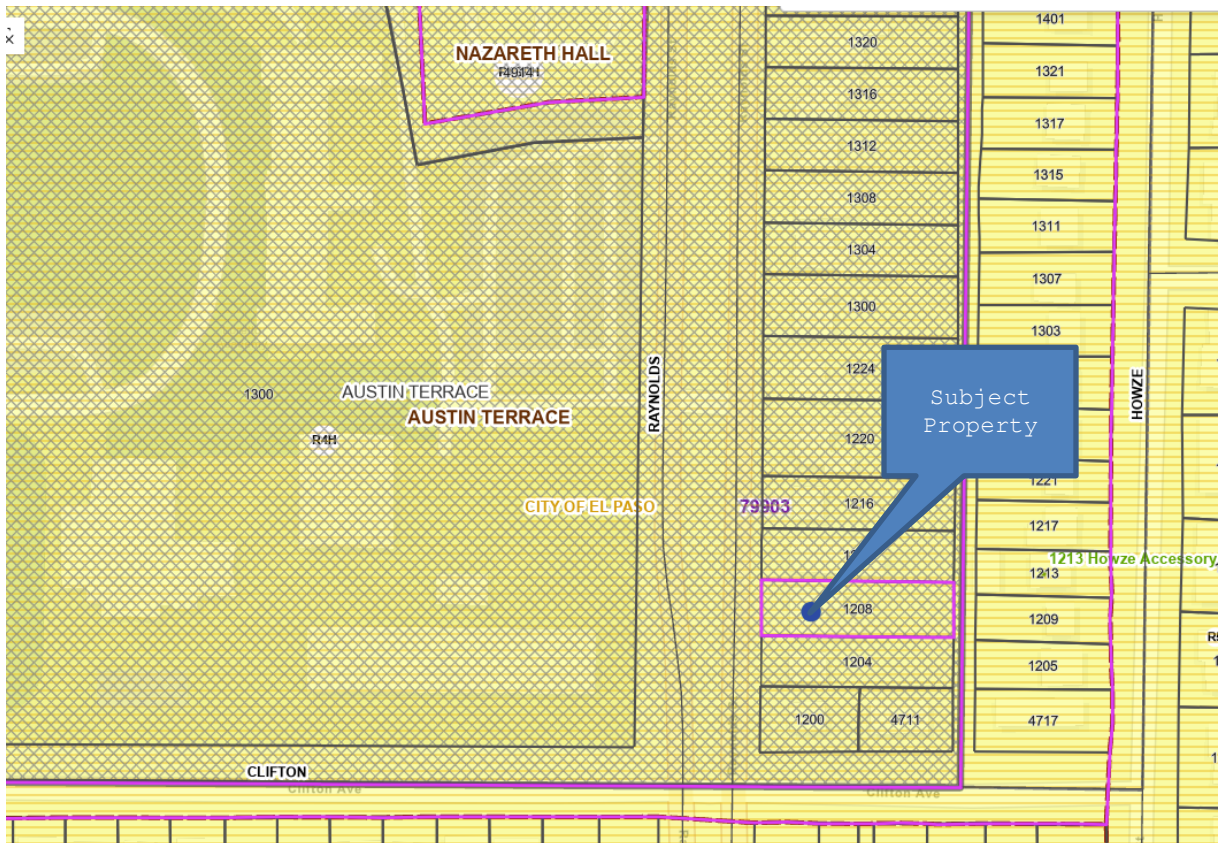 NAZARETH HALL
1401
1320
1321
1316
1317
1312
1315
1308
1311
1304
1307
1300
1303
1224
Subject
Property
RAYNOLDS
HOWZE
1300
AUSTIN TERRACE
AUSTIN TERRACE
R4H
1220
1221
CITY OF EL PASO
79903
1216
1217
1213 Howze Accessory
1213
1208
1209
1204
1205
1200
4711
4717
CLIFTON
Clifton Ave
Clifton Ave